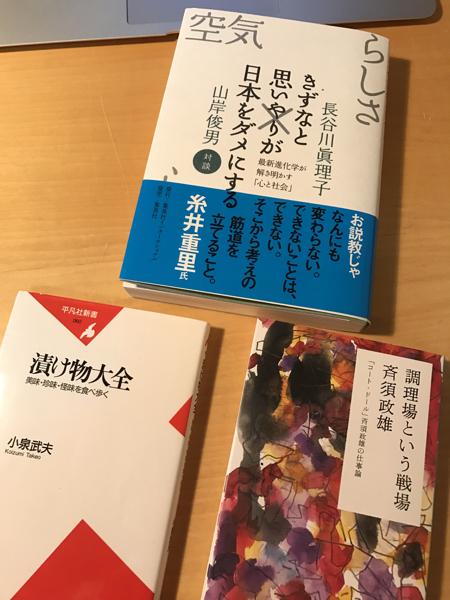 空気
らしさ
きずなと
思いやりが
日本をダメにする
長谷川眞理子
山岸俊男
対談
最新進化学が
解き明かす
「心と社会」
お説教じゃ
なんにも
変わらない。
できないことは、
できない。
そこから考えの
筋道を
立てること。
糸井重里氏
平凡社新書
漬け物大全
美味・珍味・怪味を食べ歩く
小泉武夫
Koizumi Takeo
調理場という戦場
斉須政雄
「コート・ドール」斉須政雄の仕事論